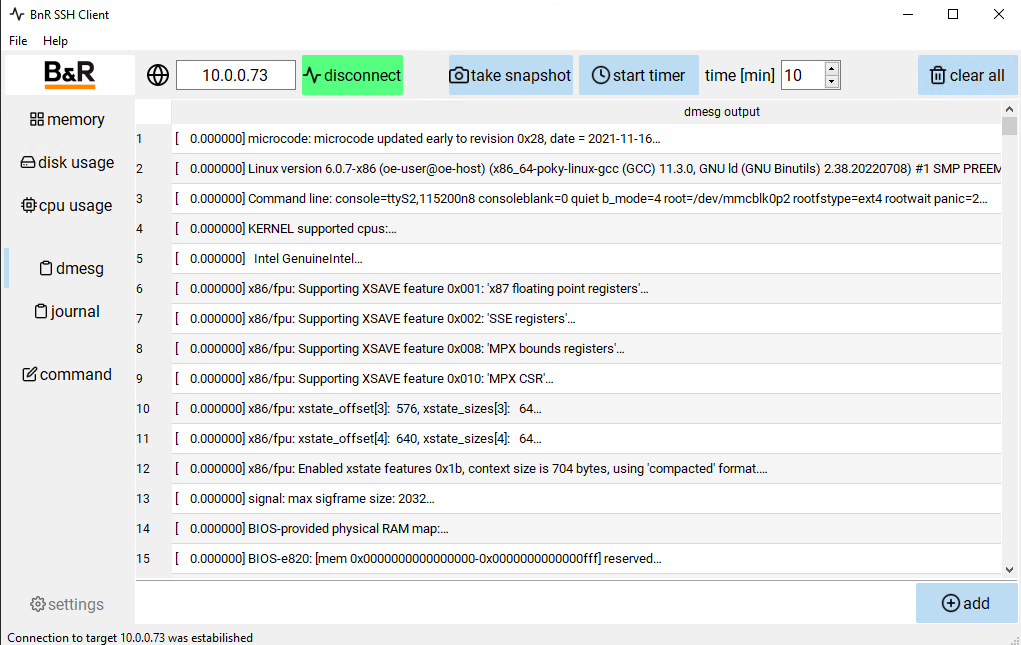 BnR SSH Client
File Help
B&R 10.0.0.73 disconnect take snapshot start timer time [min] 10 clear all
memory
disk usage
cpu usage
dmesg
journal
command
settings
dmesg output
1 [ 0.000000] microcode: microcode updated early to revision 0x28, date = 2021-11-16...
2 [ 0.000000] Linux version 6.0.7-x86 (oe-user@oe-host) (x86_64-poky-linux-gcc (GCC) 11.3.0, GNU ld (GNU Binutils) 2.38.20220708) #1 SMP PREEM
3 [ 0.000000] Command line: console=ttyS2,115200n8 consoleblank=0 quiet b_mode=4 root=/dev/mmcblk0p2 rootfstype=ext4 rootwait panic=2...
4 [ 0.000000] KERNEL supported cpus:...
5 [ 0.000000] Intel GenuineIntel...
6 [ 0.000000] x86/fpu: Supporting XSAVE feature 0x001: 'x87 floating point registers'...
7 [ 0.000000] x86/fpu: Supporting XSAVE feature 0x002: 'SSE registers'...
8 [ 0.000000] x86/fpu: Supporting XSAVE feature 0x008: 'MPX bounds registers'...
9 [ 0.000000] x86/fpu: Supporting XSAVE feature 0x010: 'MPX CSR'...
10 [ 0.000000] x86/fpu: xstate_offset[3]: 576, xstate_sizes[3]: 64...
11 [ 0.000000] x86/fpu: xstate_offset[4]: 640, xstate_sizes[4]: 64...
12 [ 0.000000] x86/fpu: Enabled xstate features 0x1b, context size is 704 bytes, using 'compacted' format....
13 [ 0.000000] signal: max sigframe size: 2032...
14 [ 0.000000] BIOS-provided physical RAM map:...
15 [ 0.000000] BIOS-e820: [mem 0x0000000000000000-0x0000000000000fff] reserved...
add
Connection to target 10.0.0.73 was estabilished